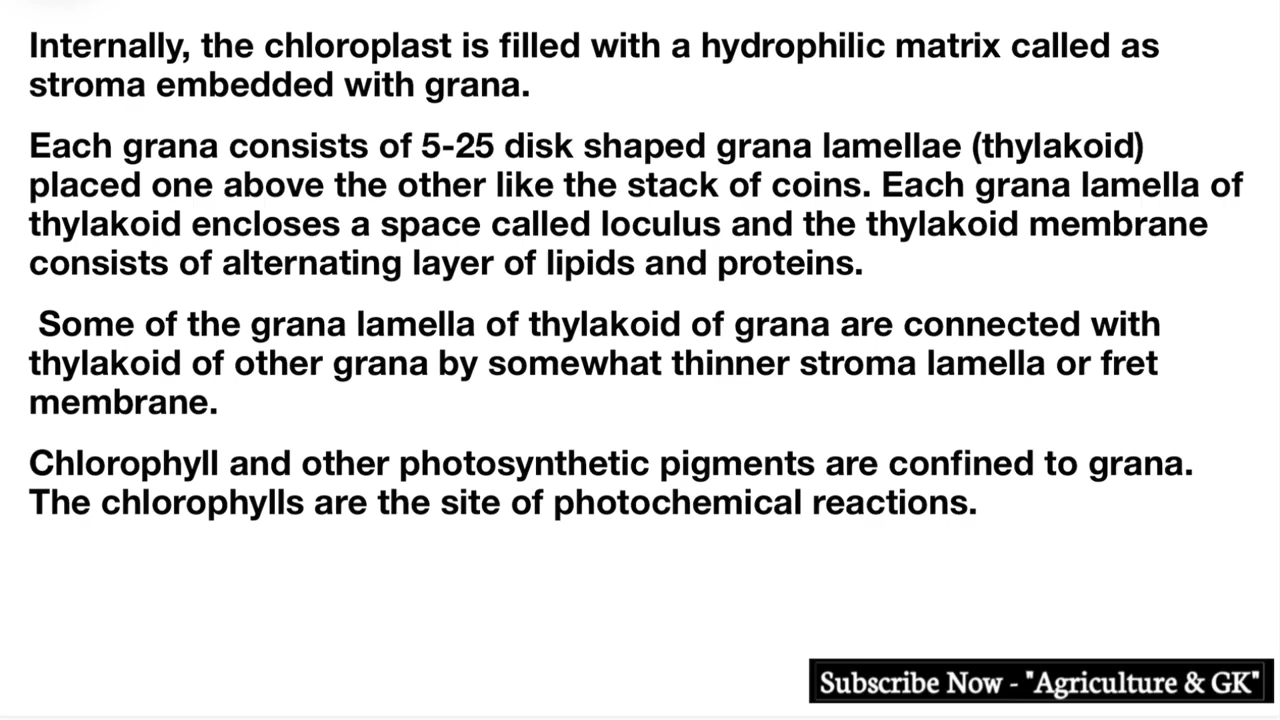 Internally, the chloroplast is filled with a hydrophilic matrix called as
stroma embedded with grana.
Each grana consists of 5-25 disk shaped grana lamellae (thylakoid)
placed one above the other like the stack of coins. Each grana lamella of
thylakoid encloses a space called loculus and the thylakoid membrane
consists of alternating layer of lipids and proteins.
Some of the grana lamella of thylakoid of grana are connected with
thylakoid of other grana by somewhat thinner stroma lamella or fret
membrane.
Chlorophyll and other photosynthetic pigments are confined to grana.
The chlorophylls are the site of photochemical reactions.
Subscribe Now - "Agriculture & GK"